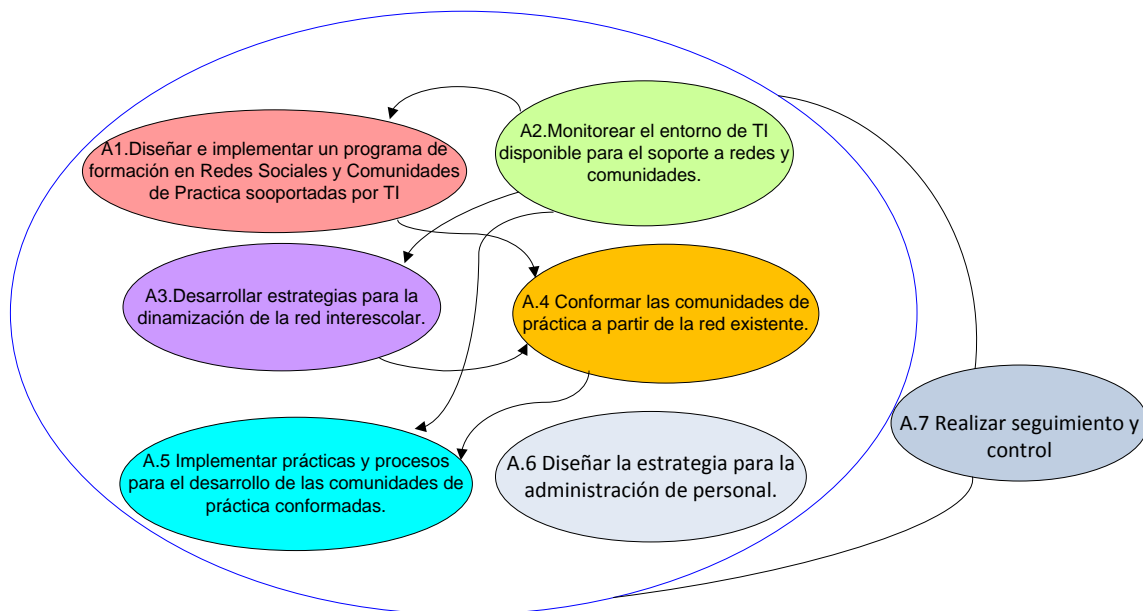 A1.Diseñar e implementar un programa de
formación en Redes Sociales y Comunidades
de Practica sooportadas por TI
A2.Monitorear el entorno de TI
disponible para el soporte a redes y
comunidades.
A3.Desarrollar estrategias para la
dinamización de la red interescolar.
A.4 Conformar las comunidades de
práctica a partir de la red existente.
A.5 Implementar prácticas y procesos
para el desarrollo de las comunidades de
práctica conformadas.
A.6 Diseñar la estrategia para la
administración de personal.
A.7 Realizar seguimiento y
control